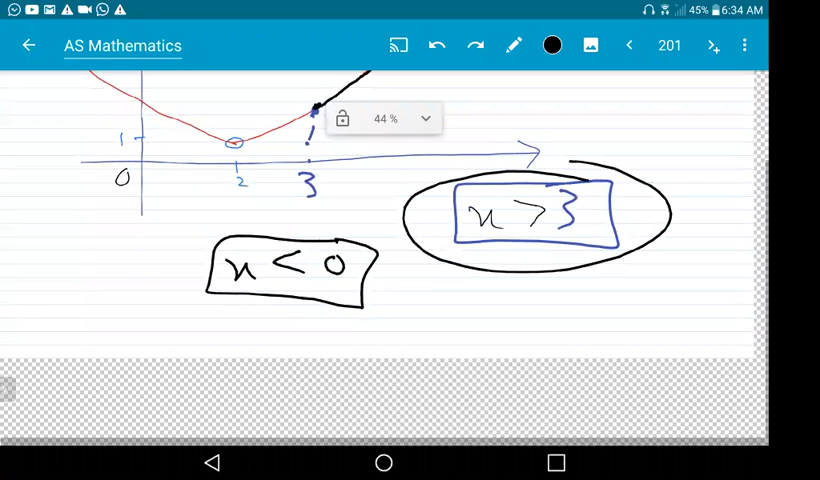 45% 6:34 AM
AS Mathematics
201
44 %
1
0
2
3
x > 3
x < 0